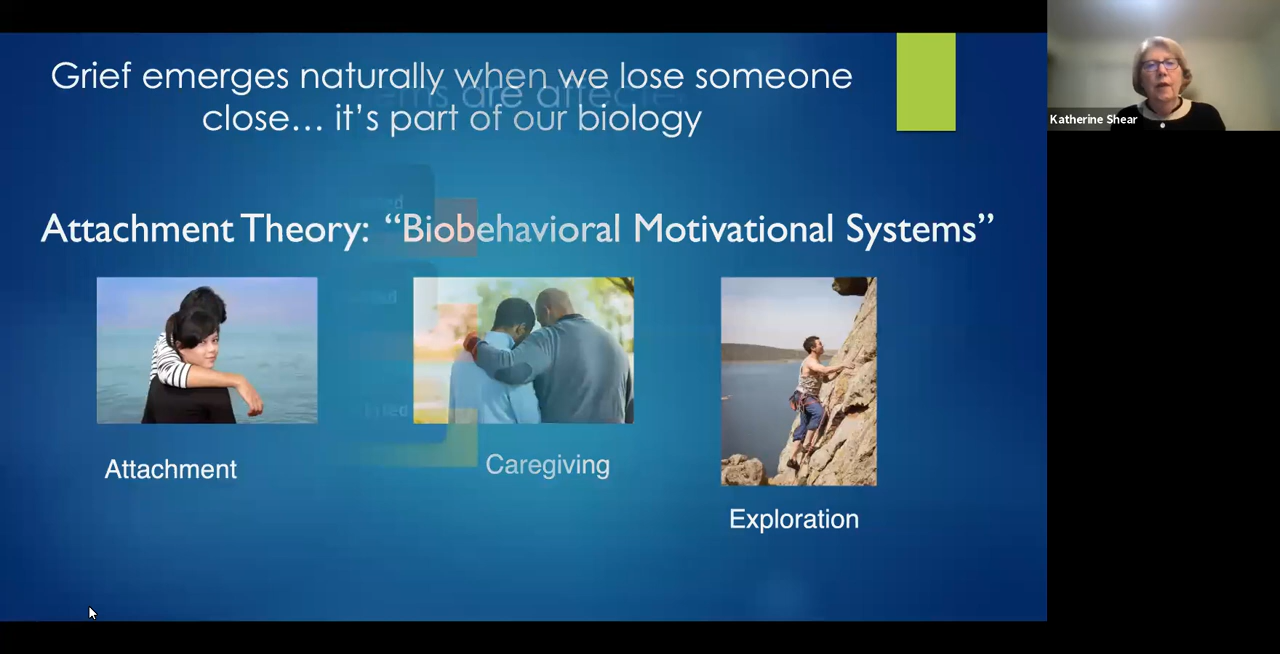 Grief emerges naturally when we lose someone
close... it's part of our biology
Attachment Theory: “Biobehavioral Motivational Systems”
Attachment
Caregiving
Exploration
Katherine Shear